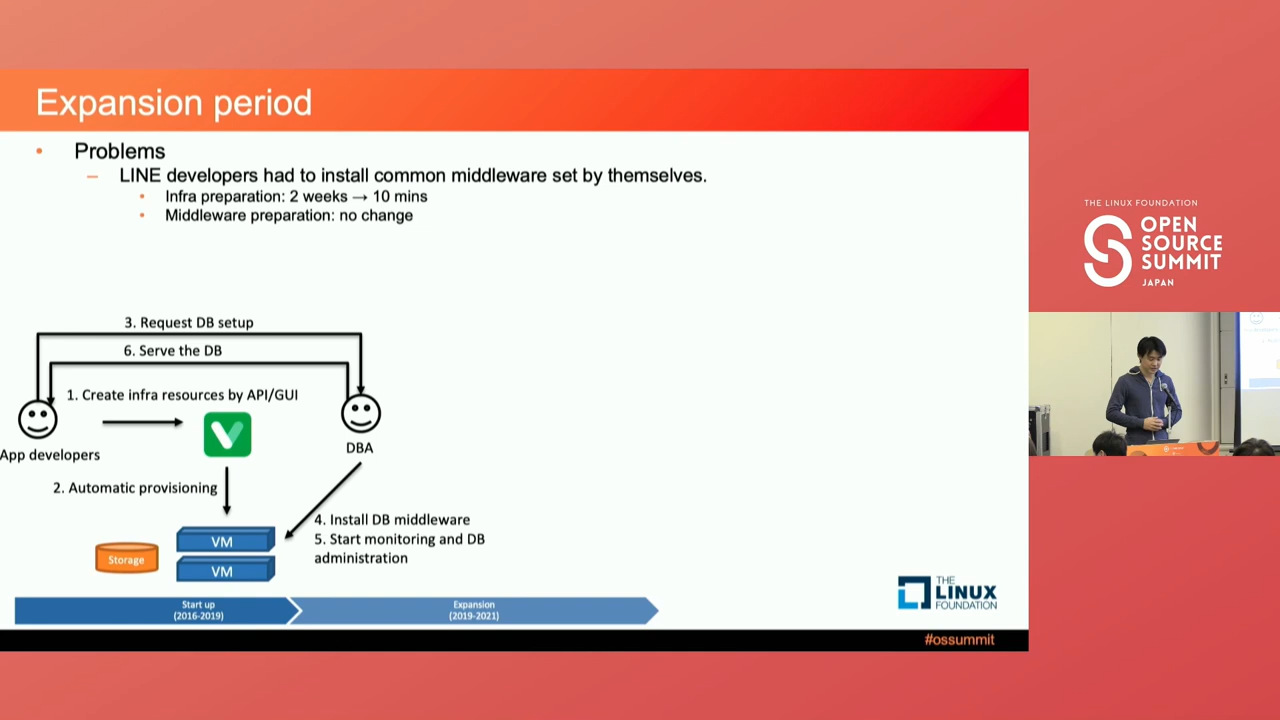 Expansion period
• Problems
– LINE developers had to install common middleware set by themselves.
• Infra preparation: 2 weeks → 10 mins
• Middleware preparation: no change
3. Request DB setup
6. Serve the DB
1. Create infra resources by API/GUI
App developers
DBA
2. Automatic provisioning
4. Install DB middleware
5. Start monitoring and DB
administration
VM
VM
Storage
Start up
(2016-2019)
Expansion
(2019-2021)
THE
LINUX
FOUNDATION
#ossummit
THE LINUX FOUNDATION
OPEN
SOURCE
SUMMIT
JAPAN